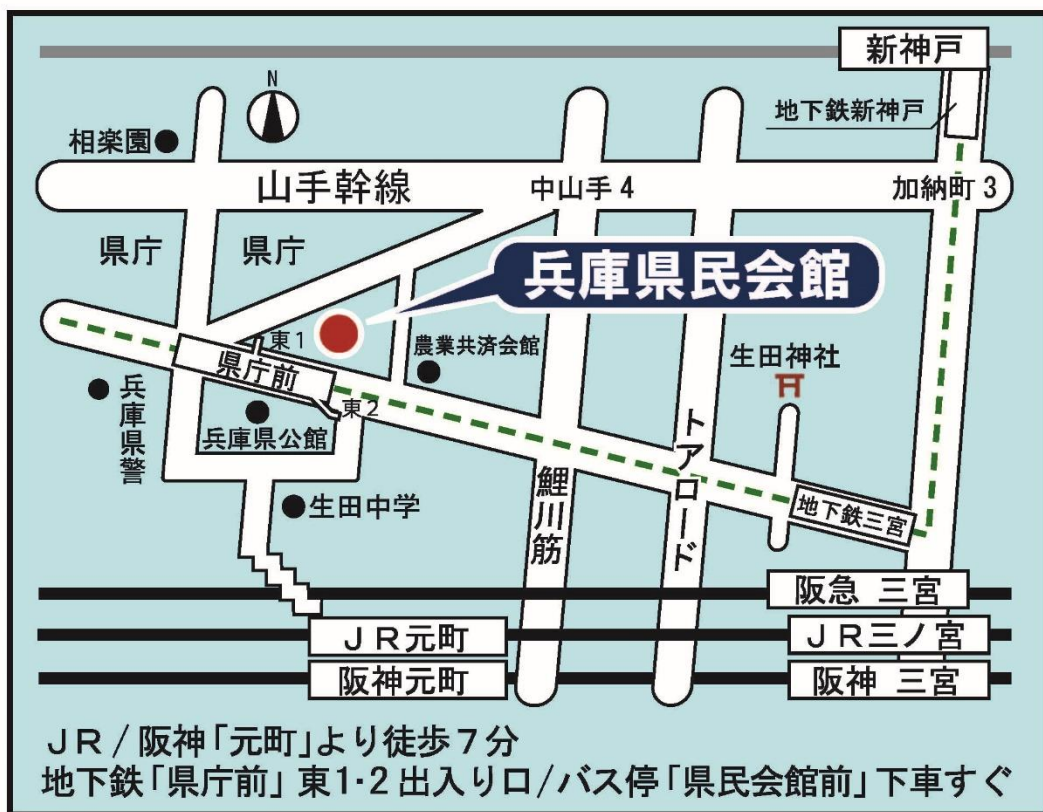 新神戸
N
地下鉄新神戸
相楽園
山手幹線
中山手4
加納町3
県庁
県庁
兵庫県民会館
東1
農業共済会館
生田神社
県庁前
東2
兵庫県警
兵庫県公館
トアロード
鯉川筋
生田中学
地下鉄三宮
阪急 三宮
JR元町
JR三ノ宮
阪神元町
阪神 三宮
JR/阪神「元町」より徒歩7分
地下鉄「県庁前」東1・2出入り口/バス停「県民会館前」下車すぐ